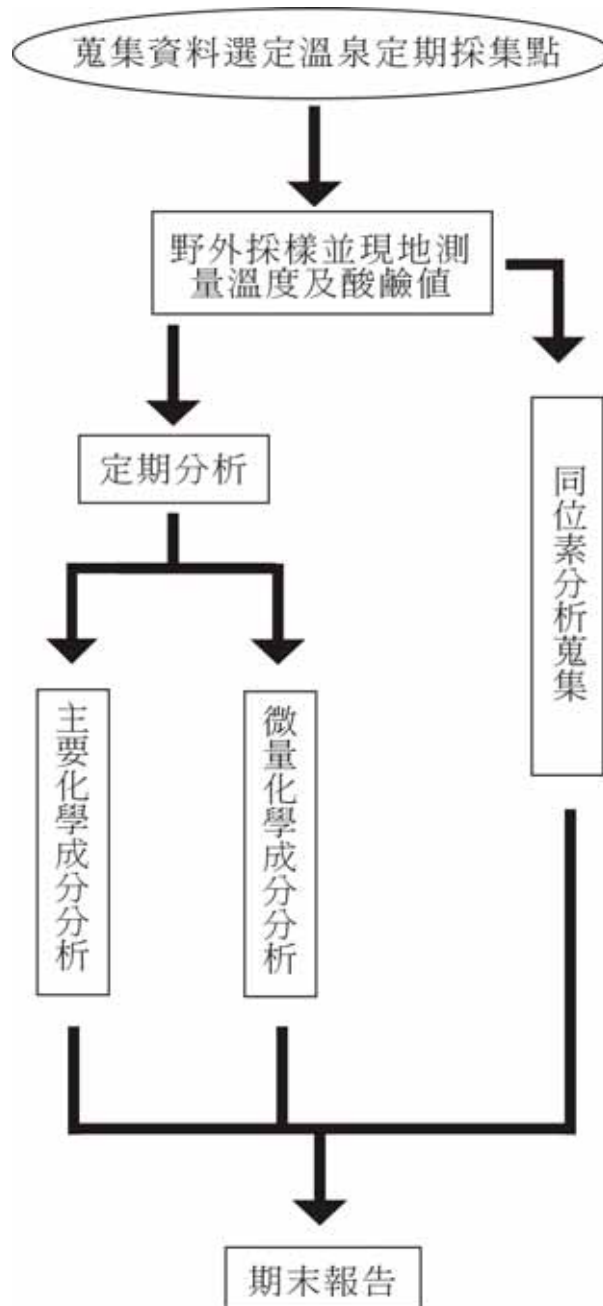 蒐集資料選定溫泉定期採集點
野外採樣並現地測
量溫度及酸鹼值
定期分析
同位素分析蒐集
主要化學成分分析
微量化學成分分析
期末報告